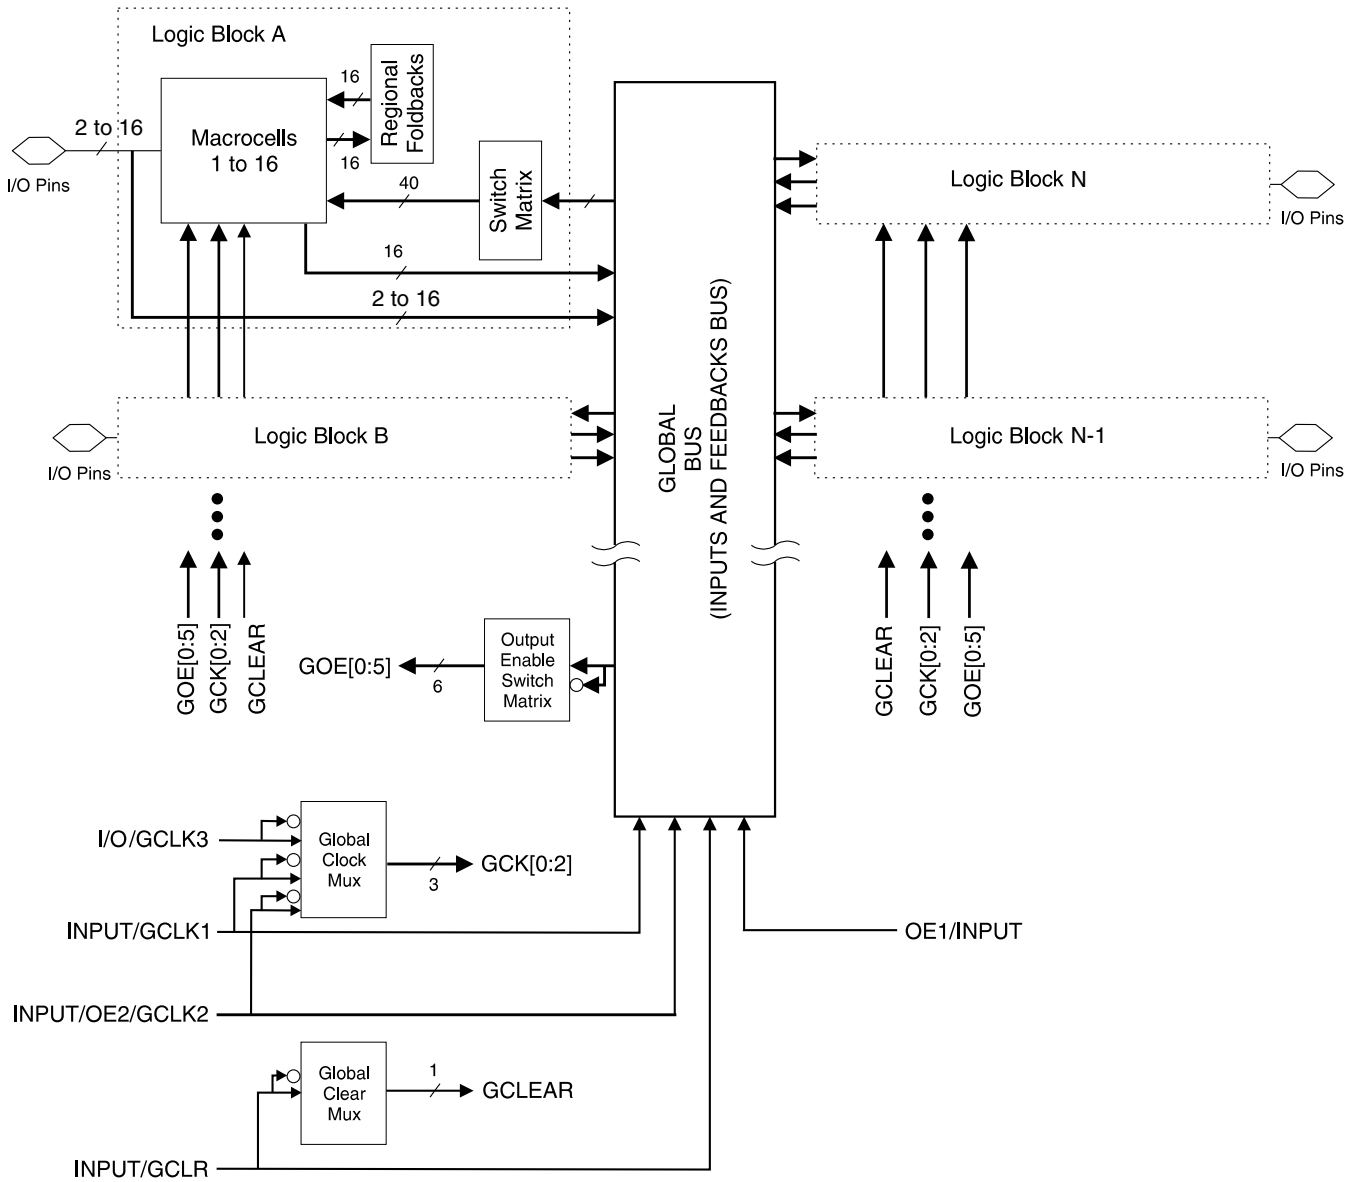 Logic Block A
16
Regional
Foldbacks
2 to 16
Macrocells
1 to 16
16
I/O Pins
40
Switch
Matrix
16
2 to 16
Logic Block N
I/O Pins
GLOBAL
BUS
(INPUTS AND FEEDBACKS BUS)
Logic Block B
I/O Pins
Logic Block N-1
I/O Pins
GOE[0:5]
GCK[0:2]
GCLEAR
GCLEAR
GCK[0:2]
GOE[0:5]
GOE[0:5]
6
Output
Enable
Switch
Matrix
I/O/GCLK3
Global
Clock
Mux
3
GCK[0:2]
INPUT/GCLK1
OE1/INPUT
INPUT/OE2/GCLK2
Global
Clear
Mux
1
GCLEAR
INPUT/GCLR